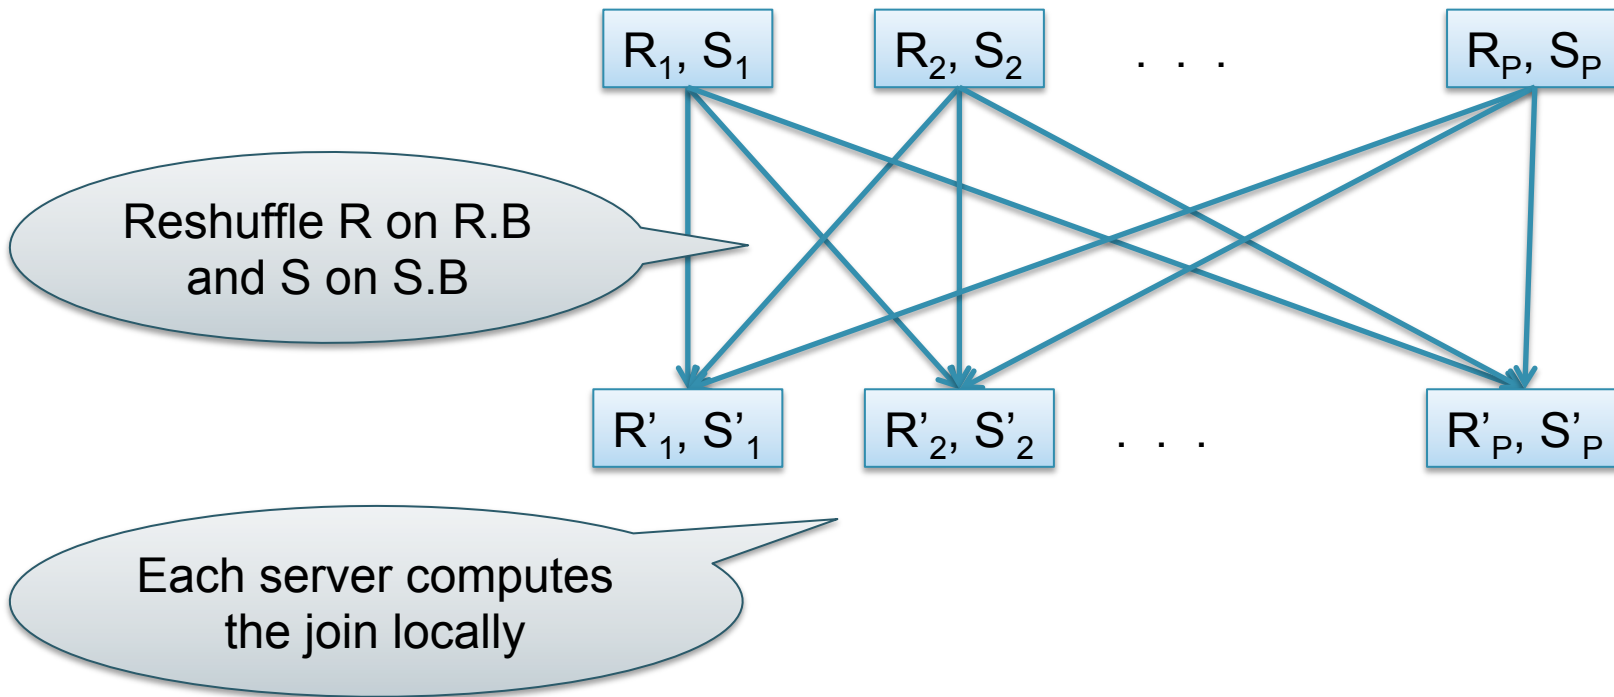 R₁, S₁ R₂, S₂ . . . Rₚ, Sₚ
Reshuffle R on R.B
and S on S.B
R’₁, S’₁ R’₂, S’₂ . . . R’ₚ, S’ₚ
Each server computes
the join locally